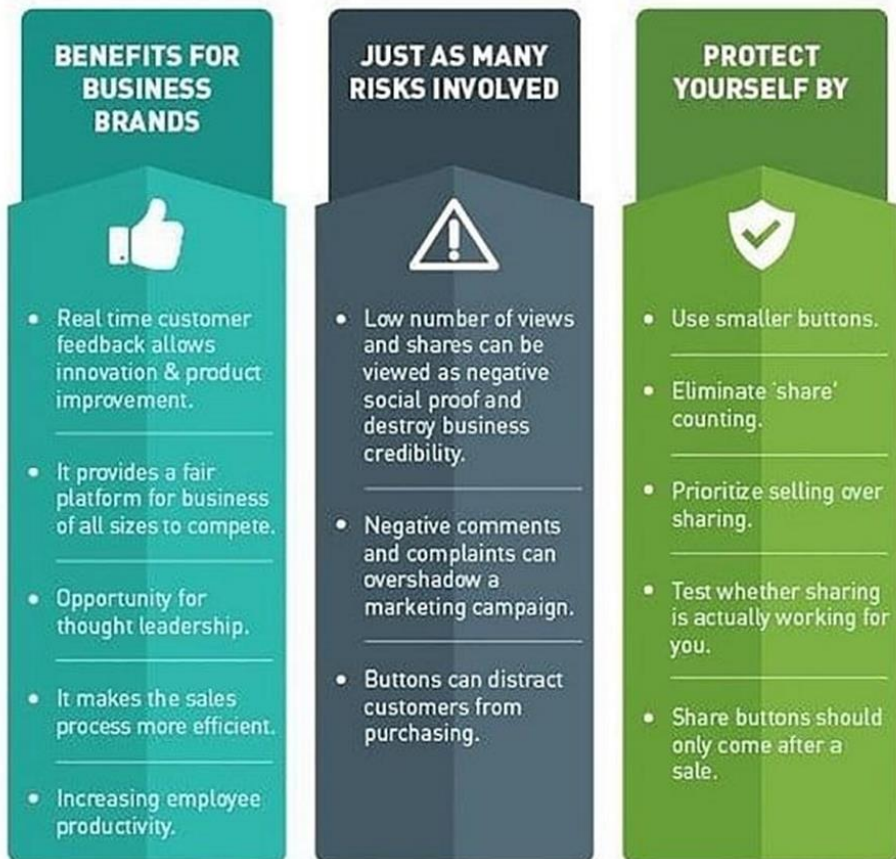 BENEFITS FOR
BUSINESS
BRANDS
• Real time customer
feedback allows
innovation & product
improvement.
• It provides a fair
platform for business
of all sizes to compete.
• Opportunity for
thought leadership.
• It makes the sales
process more efficient.
• Increasing employee
productivity.
JUST AS MANY
RISKS INVOLVED
• Low number of views
and shares can be
viewed as negative
social proof and
destroy business
credibility.
• Negative comments
and complaints can
overshadow a
marketing campaign.
• Buttons can distract
customers from
purchasing.
PROTECT
YOURSELF BY
• Use smaller buttons.
• Eliminate ‘share’
counting.
• Prioritize selling over
sharing.
• Test whether sharing
is actually working for
you.
• Share buttons should
only come after a
sale.